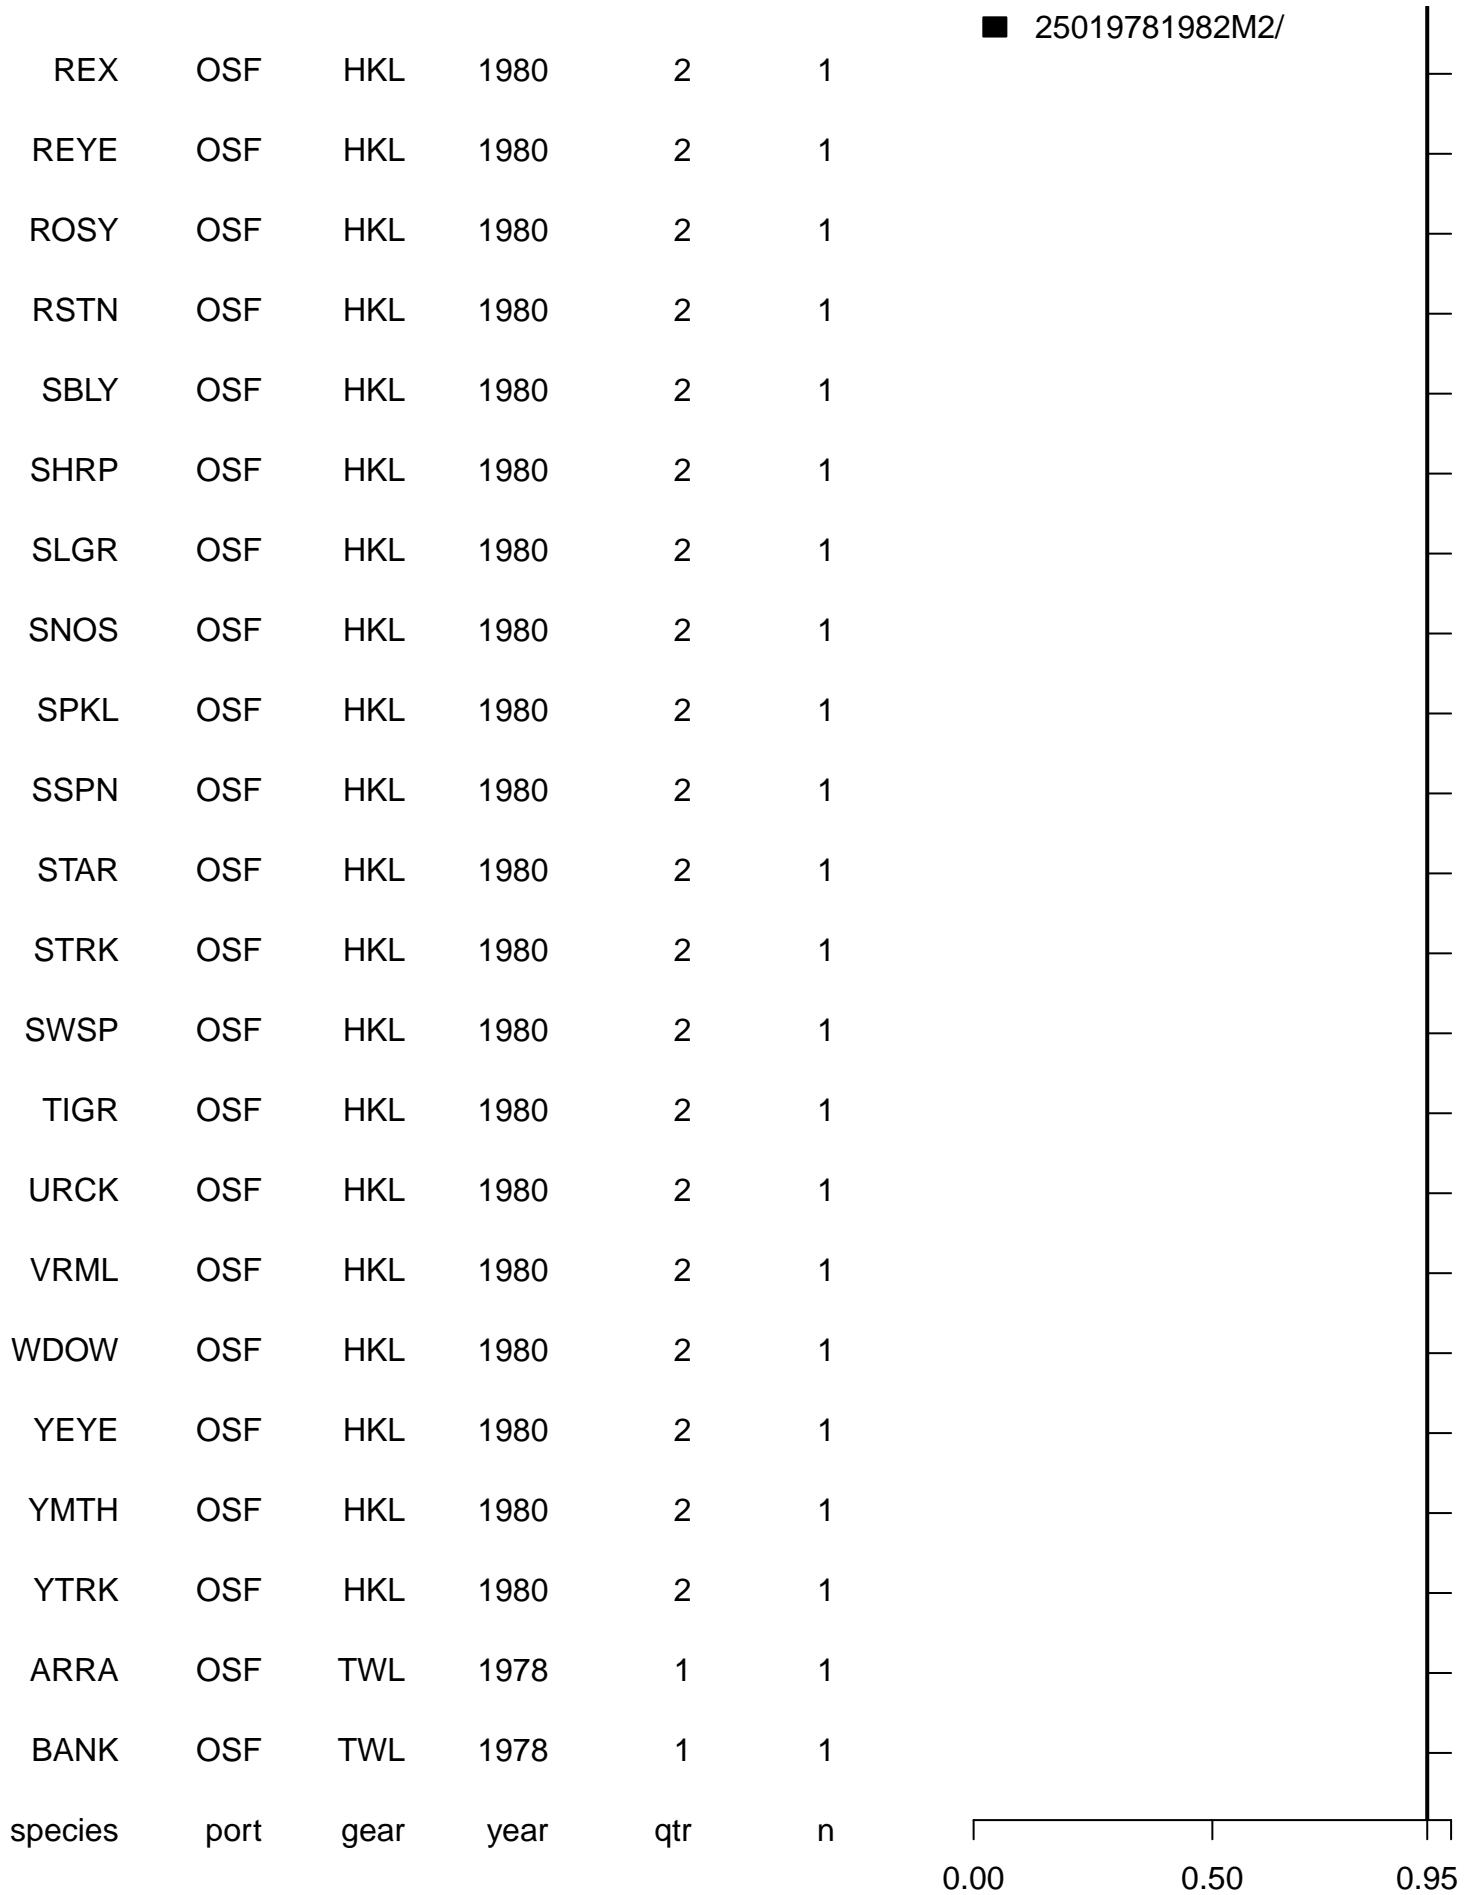 25019781982M2/
REX OSF HKL 1980 2 1
REYE OSF HKL 1980 2 1
ROSY OSF HKL 1980 2 1
RSTN OSF HKL 1980 2 1
SBLY OSF HKL 1980 2 1
SHRP OSF HKL 1980 2 1
SLGR OSF HKL 1980 2 1
SNOS OSF HKL 1980 2 1
SPKL OSF HKL 1980 2 1
SSPN OSF HKL 1980 2 1
STAR OSF HKL 1980 2 1
STRK OSF HKL 1980 2 1
SWSP OSF HKL 1980 2 1
TIGR OSF HKL 1980 2 1
URCK OSF HKL 1980 2 1
VRML OSF HKL 1980 2 1
WDOW OSF HKL 1980 2 1
YEYE OSF HKL 1980 2 1
YMTH OSF HKL 1980 2 1
YTRK OSF HKL 1980 2 1
ARRA OSF TWL 1978 1 1
BANK OSF TWL 1978 1 1
species port gear year qtr n
0.00 0.50 0.95